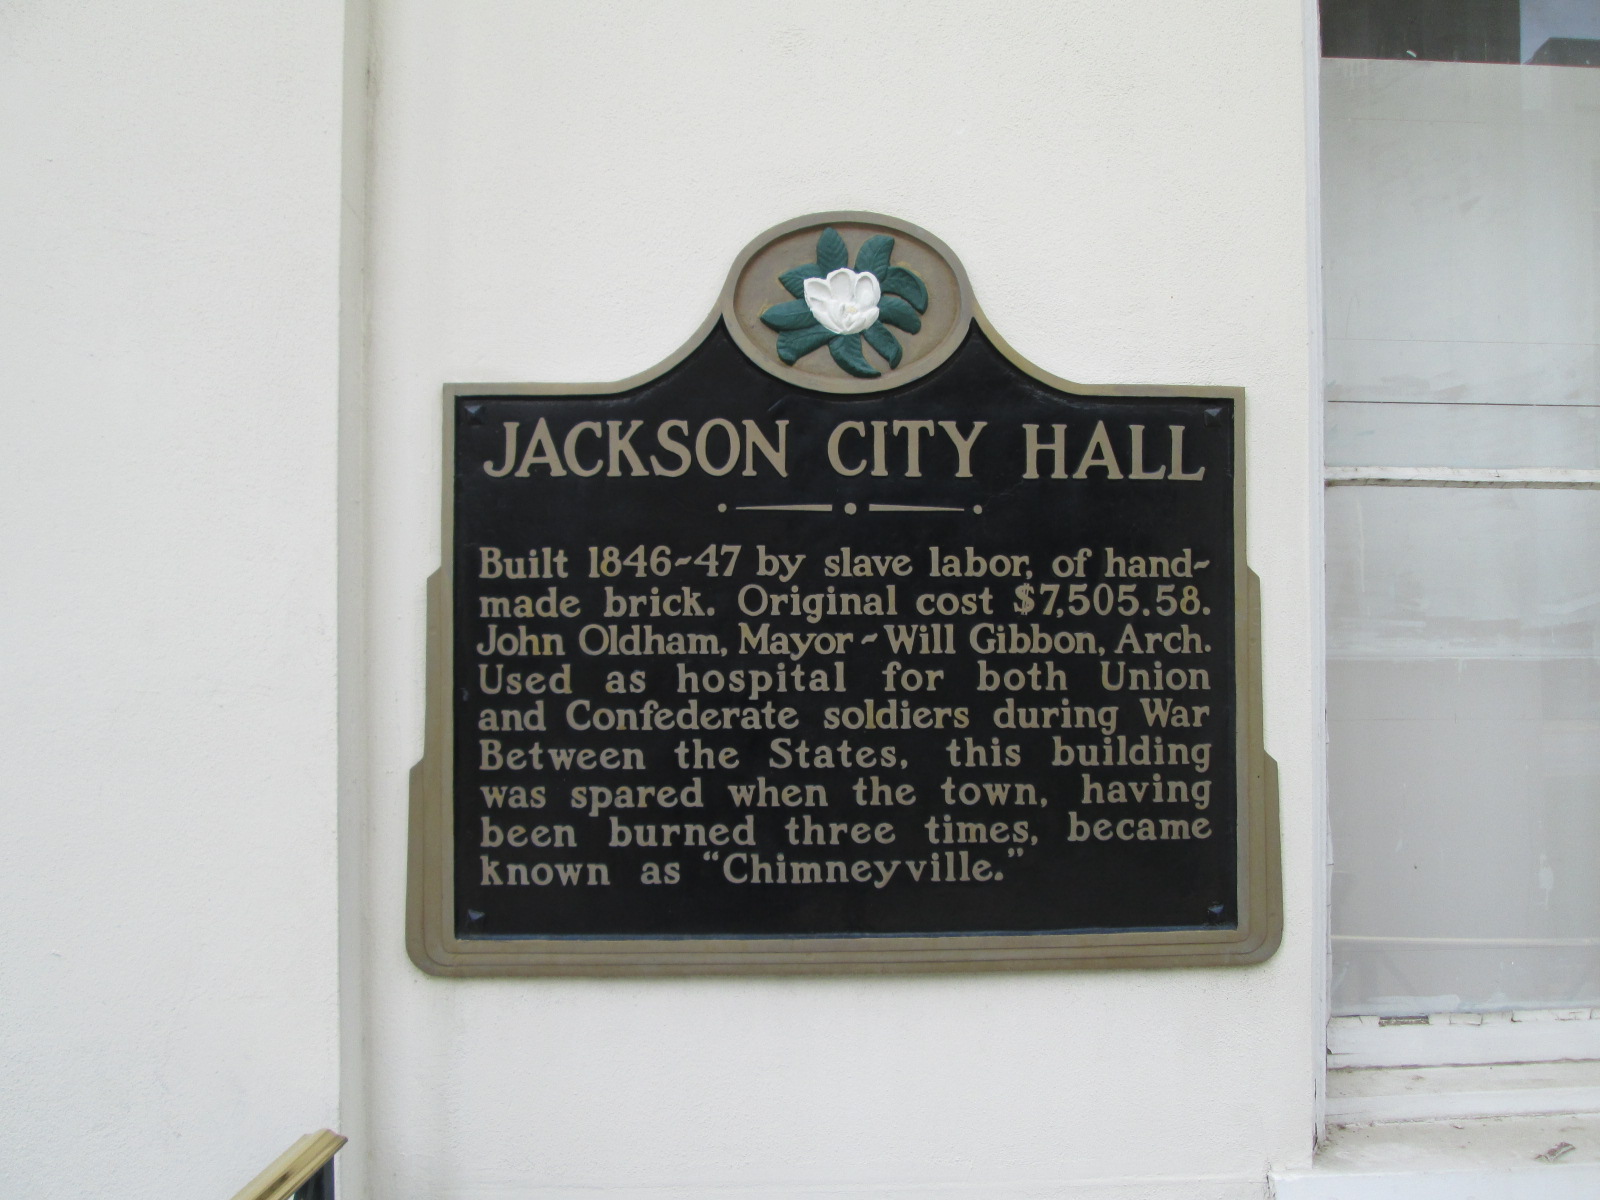 JACKSON CITY HALL
Built 1846~47 by slave labor, of hand-
made brick. Original cost $7,505.58.
John Oldham, Mayor ~ Will Gibbon, Arch.
Used as hospital for both Union
and Confederate soldiers during War
Between the States, this building
was spared when the town, having
been burned three times, became
known as “Chimneyville.”